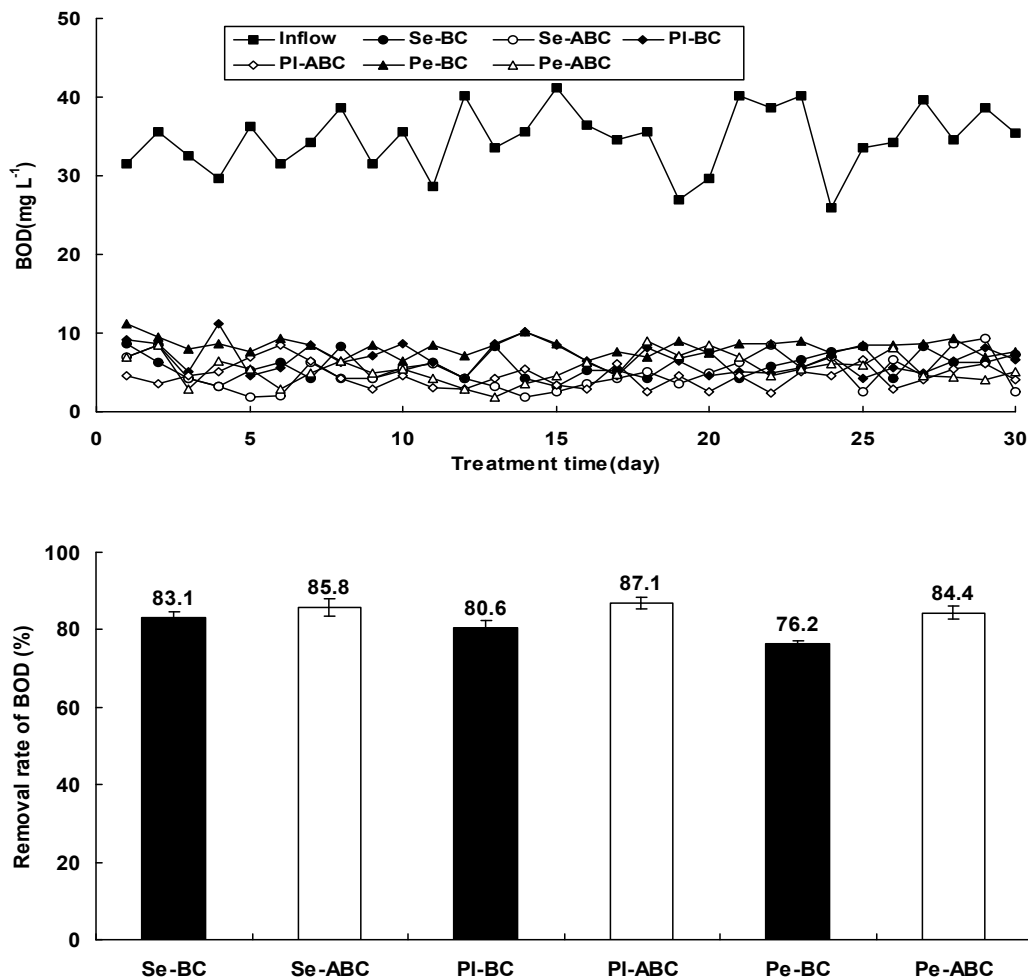 50
40
30
20
10
0
BOD(mg L-1)
Inflow Se-BC Se-ABC Pl-BC
Pl-ABC Pe-BC Pe-ABC
0 5 10 15 20 25 30
Treatment time(day)
100
80
60
40
20
0
Removal rate of BOD (%)
83.1 85.8 80.6 87.1 76.2 84.4
Se-BC Se-ABC Pl-BC Pl-ABC Pe-BC Pe-ABC